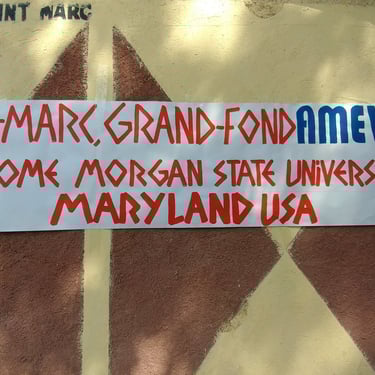 INT MARC
-MARC, GRAND-FOND AME
OME MORGAN STATE UNIVERS
MARYLAND USA